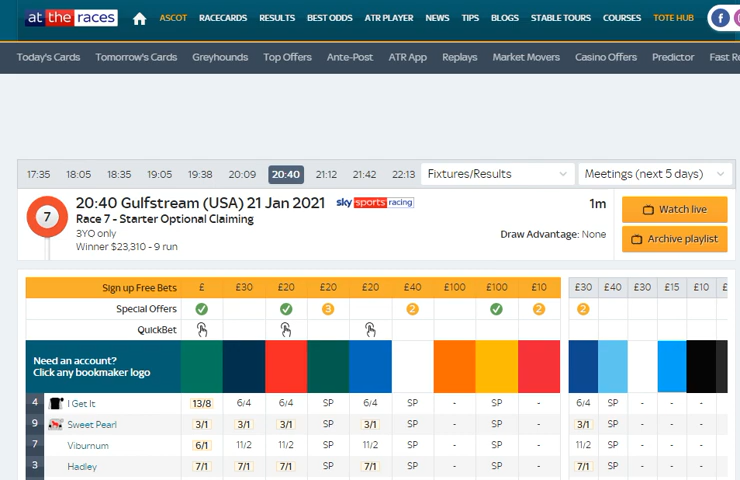 at the races
ASCOT RACECARDS RESULTS BEST ODDS ATR PLAYER NEWS TIPS BLOGS STABLE TOURS COURSES TOTE HUB
Today's Cards Tomorrow's Cards Greyhounds Top Offers Ante-Post ATR App Replays Market Movers Casino Offers Predictor Fast Re
17:35 18:05 18:35 19:05 19:38 20:09 20:40 21:12 21:42 22:13 Fixtures/Results Meetings (next 5 days)
7 20:40 Gulfstream (USA) 21 Jan 2021 sky sports racing 1m Watch live
Race 7 - Starter Optional Claiming
3YO only Draw Advantage: None Archive playlist
Winner $23,310 - 9 run
Sign up Free Bets £ £30 £20 £20 £20 £40 £100 £100 £10 £30 £40 £30 £15 £10 £
Special Offers 3 2 2 2
QuickBet
Need an account?
Click any bookmaker logo
4 I Get It 13/8 6/4 6/4 SP 6/4 SP - SP - 6/4 SP - - -
9 Sweet Pearl 3/1 3/1 3/1 SP 3/1 SP - SP - 3/1 SP - - -
7 Viburnum 6/1 11/2 11/2 SP 11/2 SP - SP - 11/2 SP - - -
3 Hadley 7/1 7/1 7/1 SP 7/1 SP - SP - 7/1 SP - - -